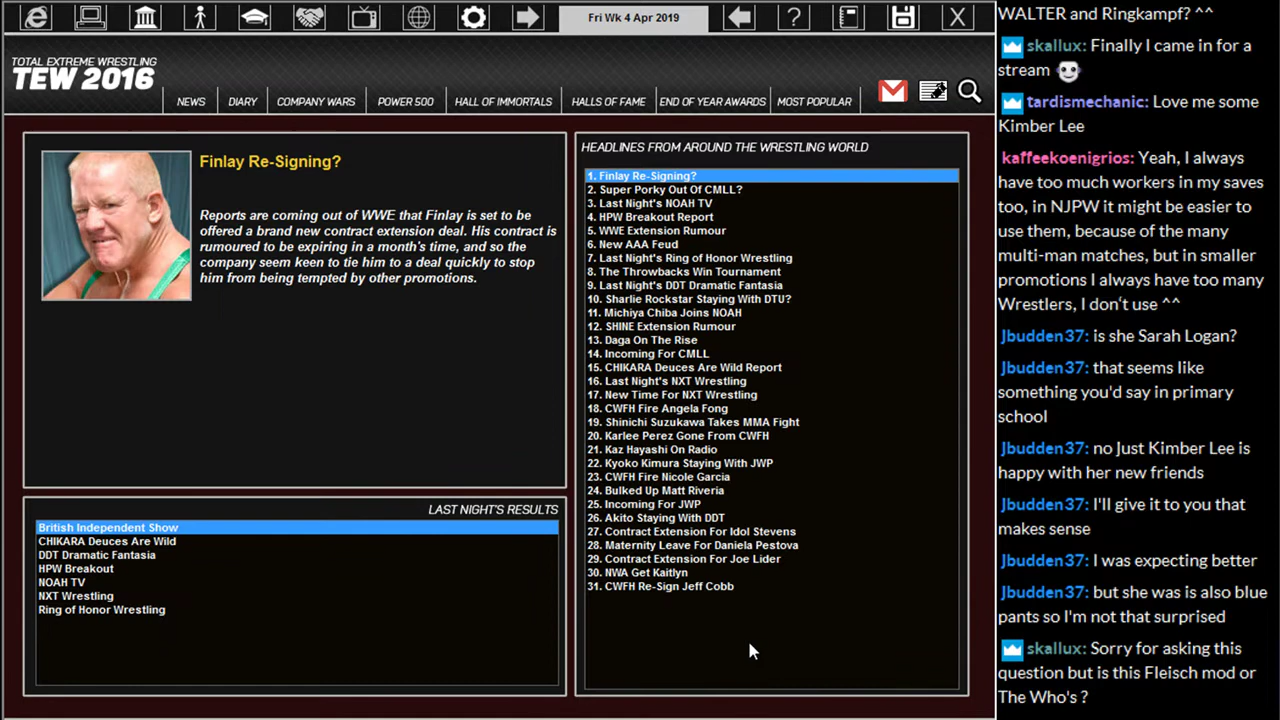 Fri Wk 4 Apr 2019
TOTAL EXTREME WRESTLING
TEW 2016
NEWS
DIARY
COMPANY WARS
POWER 500
HALL OF IMMORTALS
HALLS OF FAME
END OF YEAR AWARDS
MOST POPULAR
Finlay Re-Signing?
Reports are coming out of WWE that Finlay is set to be
offered a brand new contract extension deal. His contract is
rumoured to be expiring in a month's time, and so the
company seem keen to tie him to a deal quickly to stop
him from being tempted by other promotions.
LAST NIGHT'S RESULTS
British Independent Show
CHIKARA Deuces Are Wild
DDT Dramatic Fantasia
HPW Breakout
NOAH TV
NXT Wrestling
Ring of Honor Wrestling
HEADLINES FROM AROUND THE WRESTLING WORLD
1. Finlay Re-Signing?
2. Super Porky Out Of CMLL?
3. Last Night's NOAH TV
4. HPW Breakout Report
5. WWE Extension Rumour
6. New AAA Feud
7. Last Night's Ring of Honor Wrestling
8. The Throwbacks Win Tournament
9. Last Night's DDT Dramatic Fantasia
10. Sharlie Rockstar Staying With DTU?
11. Michiya Chiba Joins NOAH
12. SHINE Extension Rumour
13. Daga On The Rise
14. Incoming For CMLL
15. CHIKARA Deuces Are Wild Report
16. Last Night's NXT Wrestling
17. New Time For NXT Wrestling
18. CWFH Fire Angela Fong
19. Shinichi Suzukawa Takes MMA Fight
20. Karlee Perez Gone From CWFH
21. Kaz Hayashi On Radio
22. Kyoko Kimura Staying With JWP
23. CWFH Fire Nicole Garcia
24. Bulked Up Matt Riveria
25. Incoming For JWP
26. Akito Staying With DDT
27. Contract Extension For Idol Stevens
28. Maternity Leave For Daniela Pestova
29. Contract Extension For Joe Lider
30. NWA Get Kaitlyn
31. CWFH Re-Sign Jeff Cobb
WALTER and Ringkampf? ^^
skallux: Finally I came in for a
stream
tardismechanic: Love me some
Kimber Lee
kaffeekoenigrios: Yeah, I always
have too much workers in my saves
too, in NJPW it might be easier to
use them, because of the many
multi-man matches, but in smaller
promotions I always have too many
Wrestlers, I don't use ^^
Jbudden37: is she Sarah Logan?
Jbudden37: that seems like
something you'd say in primary
school
Jbudden37: no Just Kimber Lee is
happy with her new friends
Jbudden37: I'll give it to you that
makes sense
Jbudden37: I was expecting better
Jbudden37: but she was is also blue
pants so I'm not that surprised
skallux: Sorry for asking this
question but is this Fleisch mod or
The Who's ?